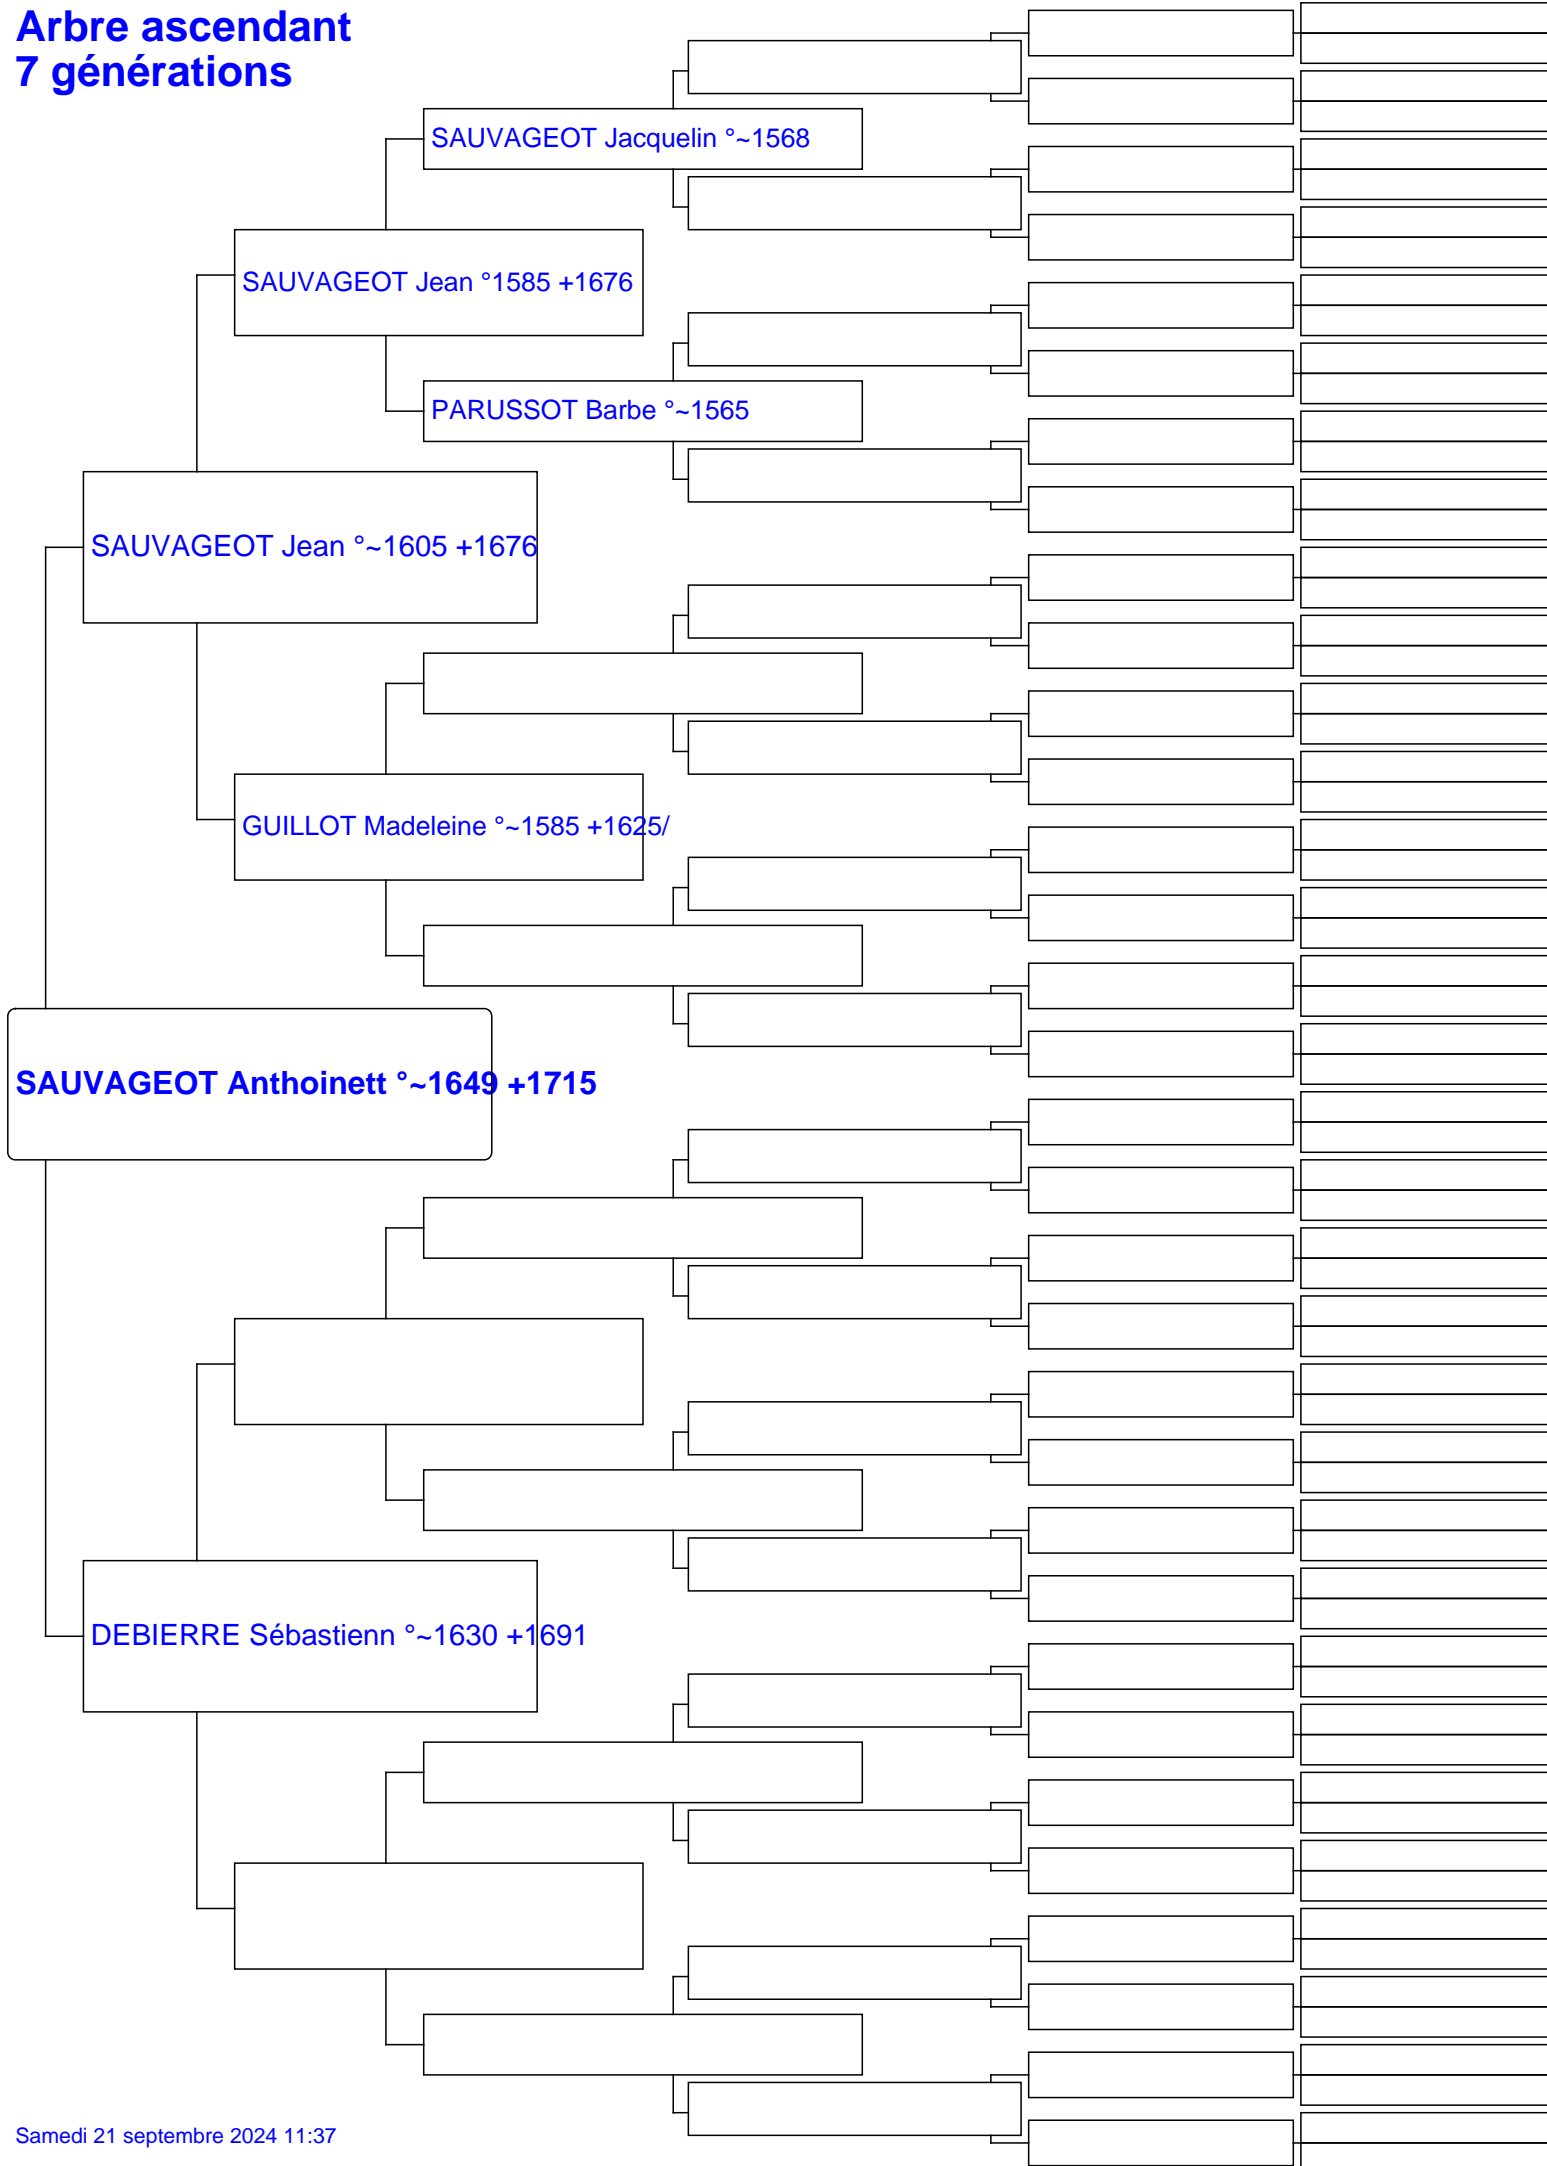 Arbre ascendant
7 générations
SAUVAGEOT Jacquelin °~1568
SAUVAGEOT Jean °1585 +1676
PARUSSOT Barbe °~1565
SAUVAGEOT Jean °~1605 +1676
GUILLOT Madeleine °~1585 +1625/
SAUVAGEOT Anthoinett °~1649 +1715
DEBIERRE Sébastienn °~1630 +1691
Samedi 21 septembre 2024 11:37